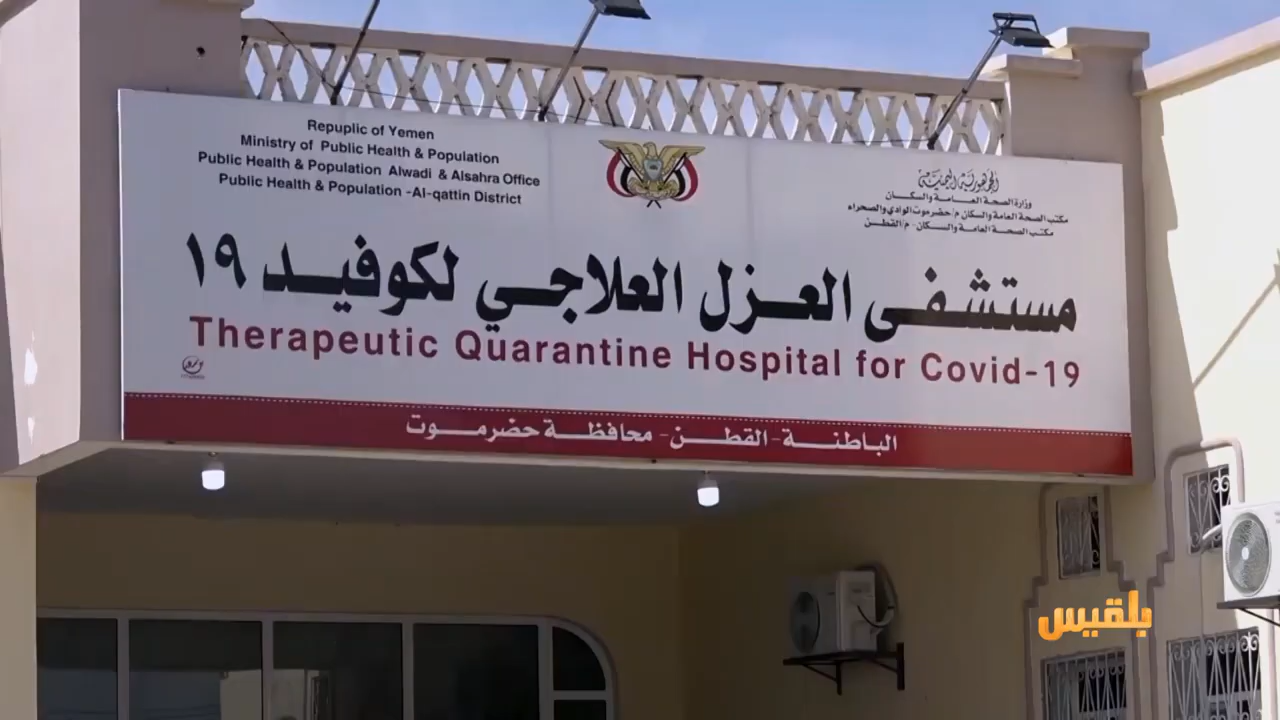 Repuplic of Yemen
Ministry of Public Health & Population
Public Health & Population Alwadi & Alsahra Office
Public Health & Population -Al-qattin District
الجمهورية اليمنية
وزارة الصحة العامة والسكان
مكتب الصحة العامة والسكان م/حضرموت الوادي والصحراء
مكتب الصحة العامة والسكان - م/القطن
مستشفى العزل العلاجي لكوفيد ١٩
Therapeutic Quarantine Hospital for Covid-19
الباطنة - القطن - محافظة حضرموت
بلقيس